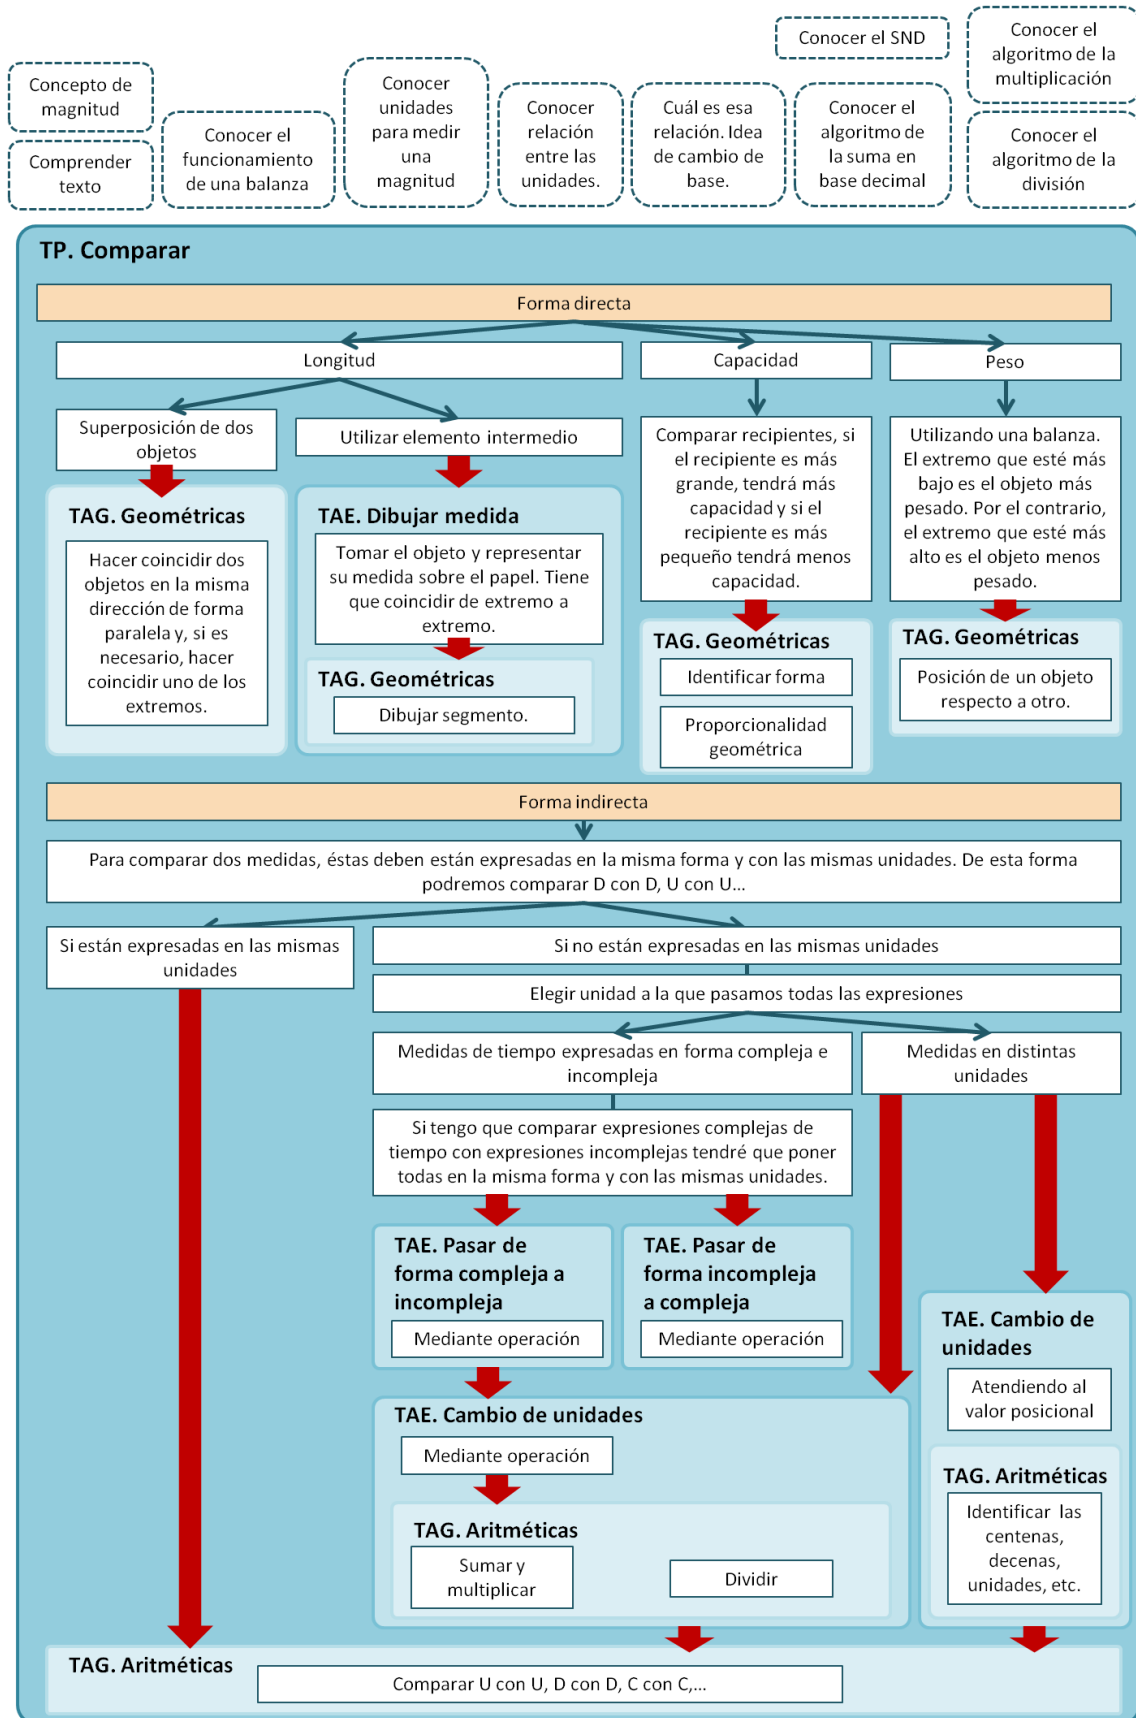 Conocer el SND
Conocer el
algoritmo de la
multiplicación
Concepto de
magnitud
Comprender
texto
Conocer el
funcionamiento
de una balanza
Conocer
unidades
para medir
una
magnitud
Conocer
relación
entre las
unidades.
Cuál es esa
relación. Idea
de cambio de
base.
Conocer el
algoritmo de
la suma en
base decimal
Conocer el
algoritmo de la
división
TP. Comparar
Forma directa
Longitud
Capacidad
Peso
Superposición de dos
objetos
Utilizar elemento intermedio
Comparar recipientes, si
el recipiente es más
grande, tendrá más
capacidad y si el
recipiente es más
pequeño tendrá menos
capacidad.
Utilizando una balanza.
El extremo que esté más
bajo es el objeto más
pesado. Por el contrario,
el extremo que esté más
alto es el objeto menos
pesado.
TAG. Geométricas
Hacer coincidir dos
objetos en la misma
dirección de forma
paralela y, si es
necesario, hacer
coincidir uno de los
extremos.
TAE. Dibujar medida
Tomar el objeto y representar
su medida sobre el papel. Tiene
que coincidir de extremo a
extremo.
TAG. Geométricas
Dibujar segmento.
TAG. Geométricas
Identificar forma
Proporcionalidad
geométrica
TAG. Geométricas
Posición de un objeto
respecto a otro.
Forma indirecta
Para comparar dos medidas, éstas deben están expresadas en la misma forma y con las mismas unidades. De esta forma
podremos comparar D con D, U con U...
Si están expresadas en las mismas
unidades
Si no están expresadas en las mismas unidades
Elegir unidad a la que pasamos todas las expresiones
Medidas de tiempo expresadas en forma compleja e
incompleja
Medidas en distintas
unidades
Si tengo que comparar expresiones complejas de
tiempo con expresiones incomplejas tendré que poner
todas en la misma forma y con las mismas unidades.
TAE. Pasar de
forma compleja a
incompleja
Mediante operación
TAE. Pasar de
forma incompleja
a compleja
Mediante operación
TAE. Cambio de
unidades
Atendiendo al
valor posicional
TAG. Aritméticas
Identificar las
centenas,
decenas,
unidades, etc.
TAE. Cambio de unidades
Mediante operación
TAG. Aritméticas
Sumar y
multiplicar
Dividir
TAG. Aritméticas
Comparar U con U, D con D, C con C,...